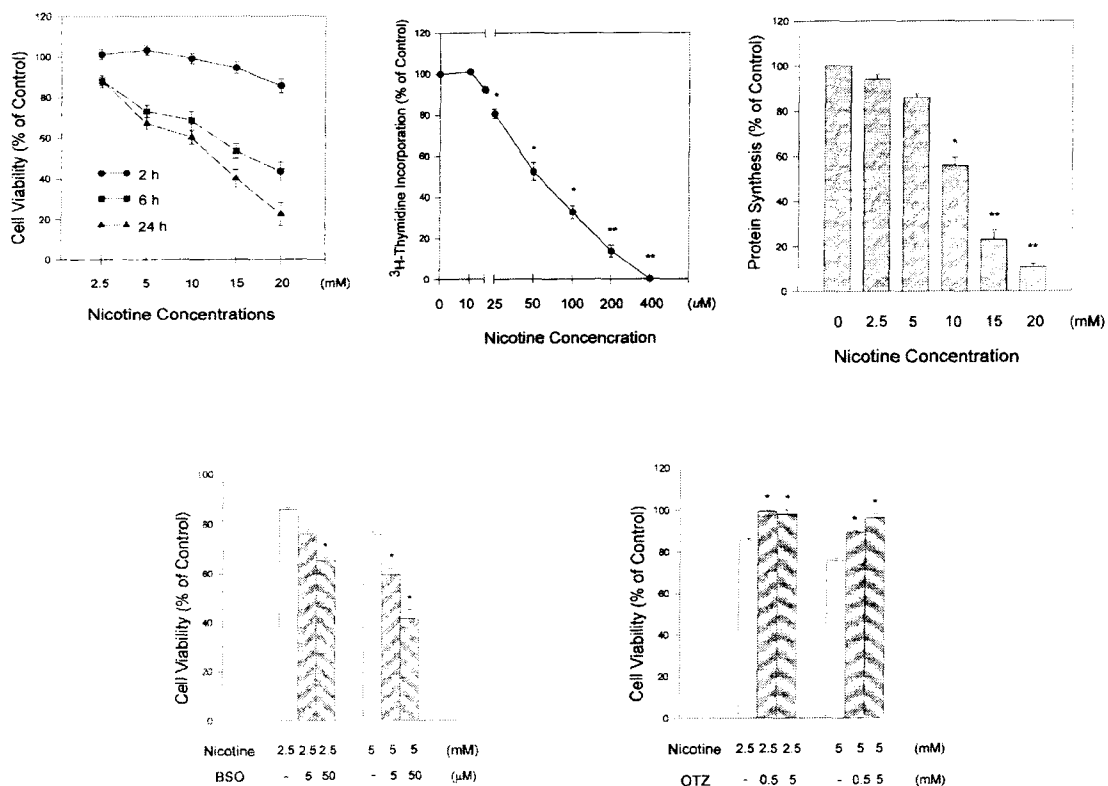 Cell Viability (% of Control)
120
100
80
60
40
20
0
2 h
6 h
24 h
2.5 5 10 15 20 (mM)
Nicotine Concentrations
³H-Thymidine Incorporation (% of Control)
120
100
80
60
40
20
0
*
*
*
**
**
0 10 25 50 100 200 400 (uM)
Nicotine Concencration
Protein Synthesis (% of Control)
120
100
80
60
40
20
0
*
**
**
0 2.5 5 10 15 20 (mM)
Nicotine Concentration
Cell Viability (% of Control)
100
80
60
40
20
0
*
*
*
Nicotine 2.5 2.5 2.5 5 5 5 (mM)
BSO - 5 50 - 5 50 (μM)
Cell Viability (% of Control)
120
100
80
60
40
20
0
* *
*
*
Nicotine 2.5 2.5 2.5 5 5 5 (mM)
OTZ - 0.5 5 - 0.5 5 (mM)